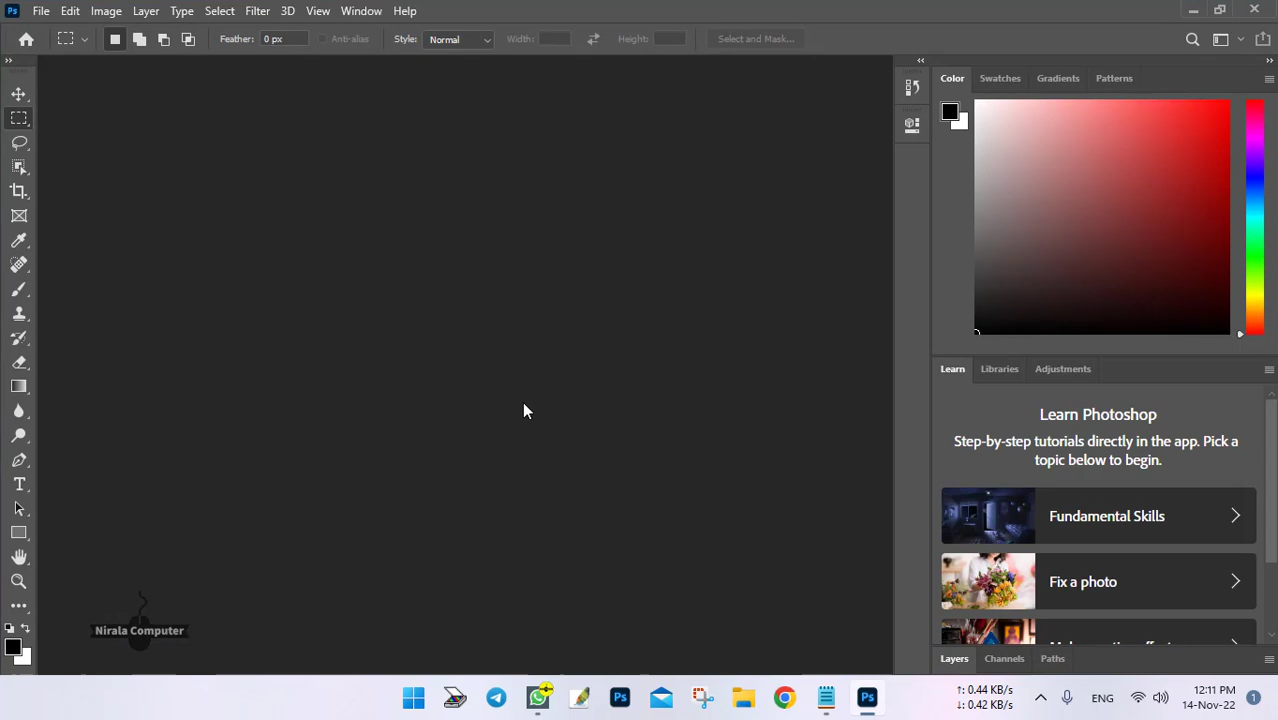 Ps File Edit Image Layer Type Select Filter 3D View Window Help
Feather: 0 px Anti-alias Style: Normal Width: Height: Select and Mask...
Color Swatches Gradients Patterns
Learn Libraries Adjustments
Learn Photoshop
Step-by-step tutorials directly in the app. Pick a
topic below to begin.
Fundamental Skills
Fix a photo
T
Nirala Computer
Layers Channels Paths
Ps Ps
↑: 0.44 KB/s
↓: 0.42 KB/s
ENG
12:11 PM
14-Nov-22
1